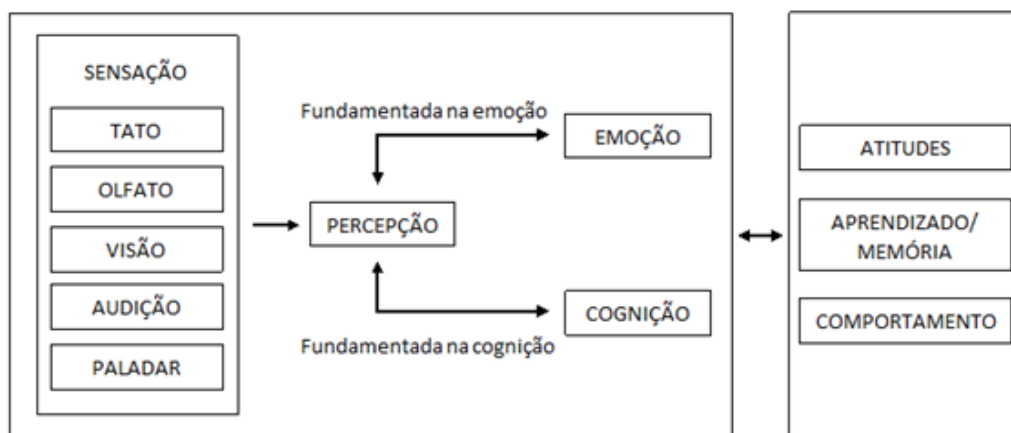 SENSAÇÃO
TATO
OLFATO
VISÃO
AUDIÇÃO
PALADAR
Fundamentada na emoção
PERCEPÇÃO
Fundamentada na cognição
EMOÇÃO
COGNIÇÃO
ATITUDES
APRENDIZADO/
MEMÓRIA
COMPORTAMENTO